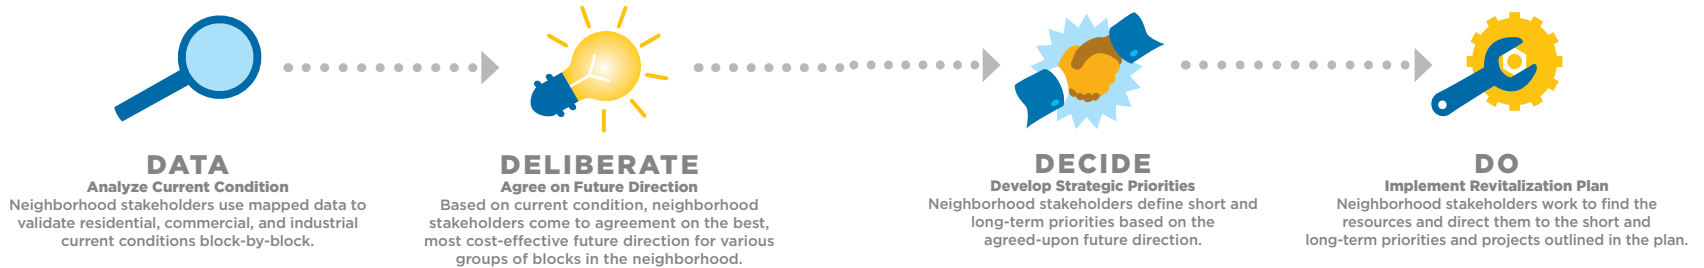 DATA
Analyze Current Condition
Neighborhood stakeholders use mapped data to
validate residential, commercial, and industrial
current conditions block-by-block.
DELIBERATE
Agree on Future Direction
Based on current condition, neighborhood
stakeholders come to agreement on the best,
most cost-effective future direction for various
groups of blocks in the neighborhood.
DECIDE
Develop Strategic Priorities
Neighborhood stakeholders define short and
long-term priorities based on the
agreed-upon future direction.
DO
Implement Revitalization Plan
Neighborhood stakeholders work to find the
resources and direct them to the short and
long-term priorities and projects outlined in the plan.